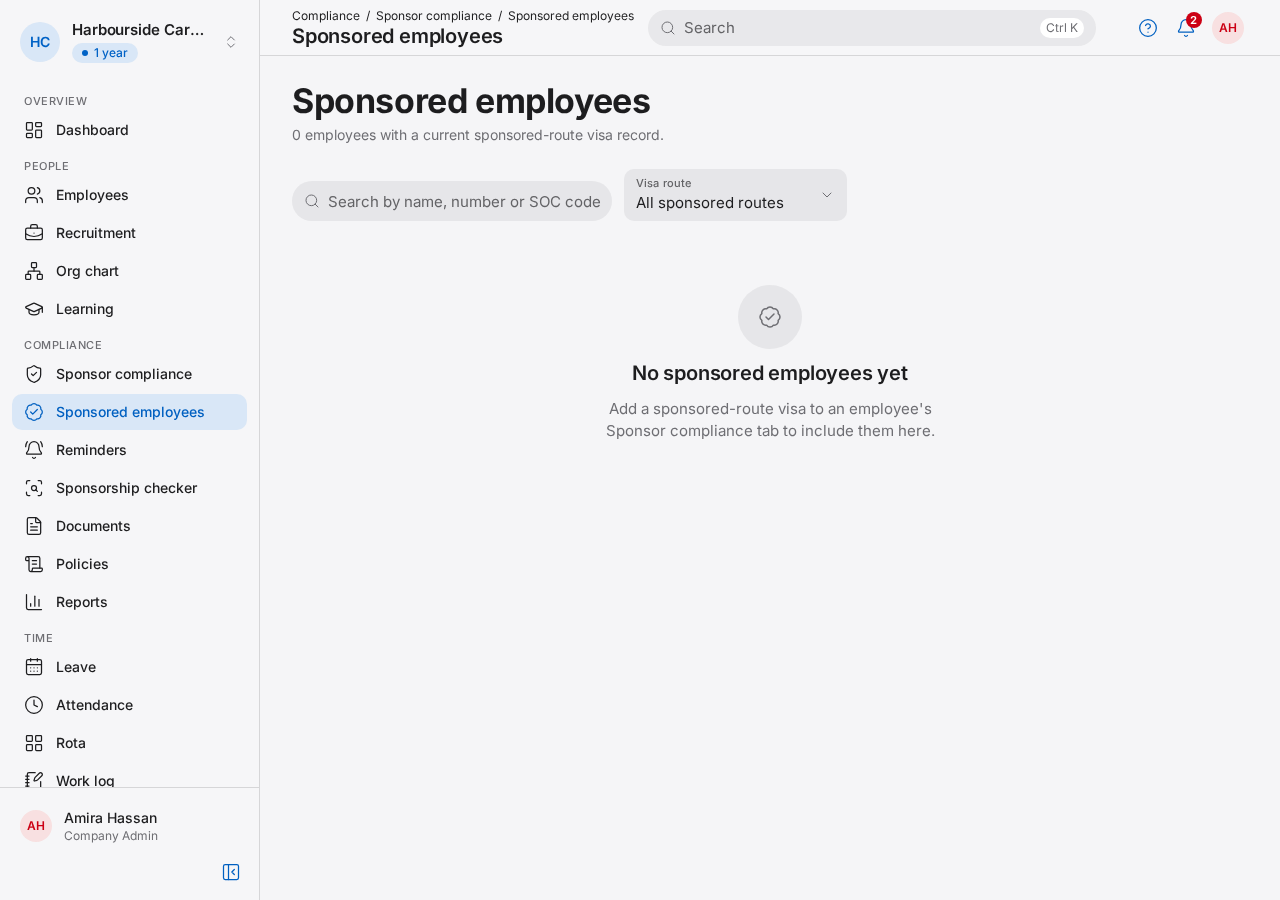 HC
Harbourside Car...
1 year
OVERVIEW
Dashboard
PEOPLE
Employees
Recruitment
Org chart
Learning
COMPLIANCE
Sponsor compliance
Sponsored employees
Reminders
Sponsorship checker
Documents
Policies
Reports
TIME
Leave
Attendance
Rota
Work log
AH
Amira Hassan
Company Admin
Compliance / Sponsor compliance / Sponsored employees
Sponsored employees
Search
Ctrl K
2
AH
Sponsored employees
0 employees with a current sponsored-route visa record.
Search by name, number or SOC code
Visa route
All sponsored routes
No sponsored employees yet
Add a sponsored-route visa to an employee's
Sponsor compliance tab to include them here.